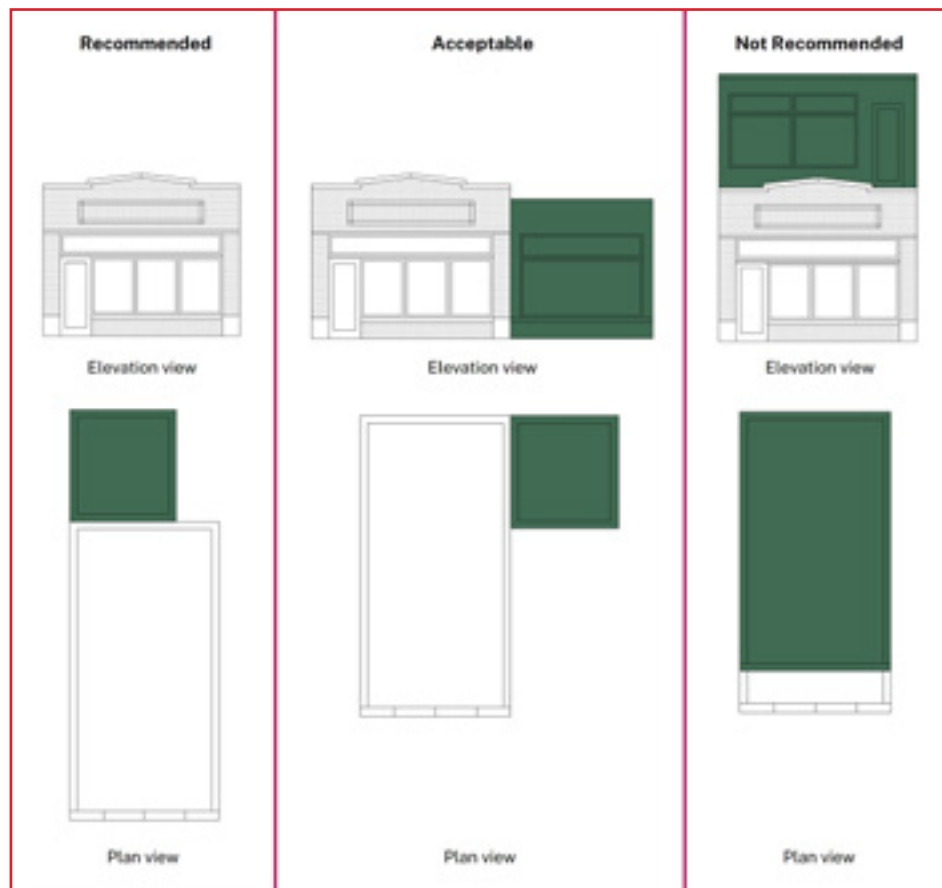 Recommended
Acceptable
Not Recommended
Elevation view
Elevation view
Elevation view
Plan view
Plan view
Plan view